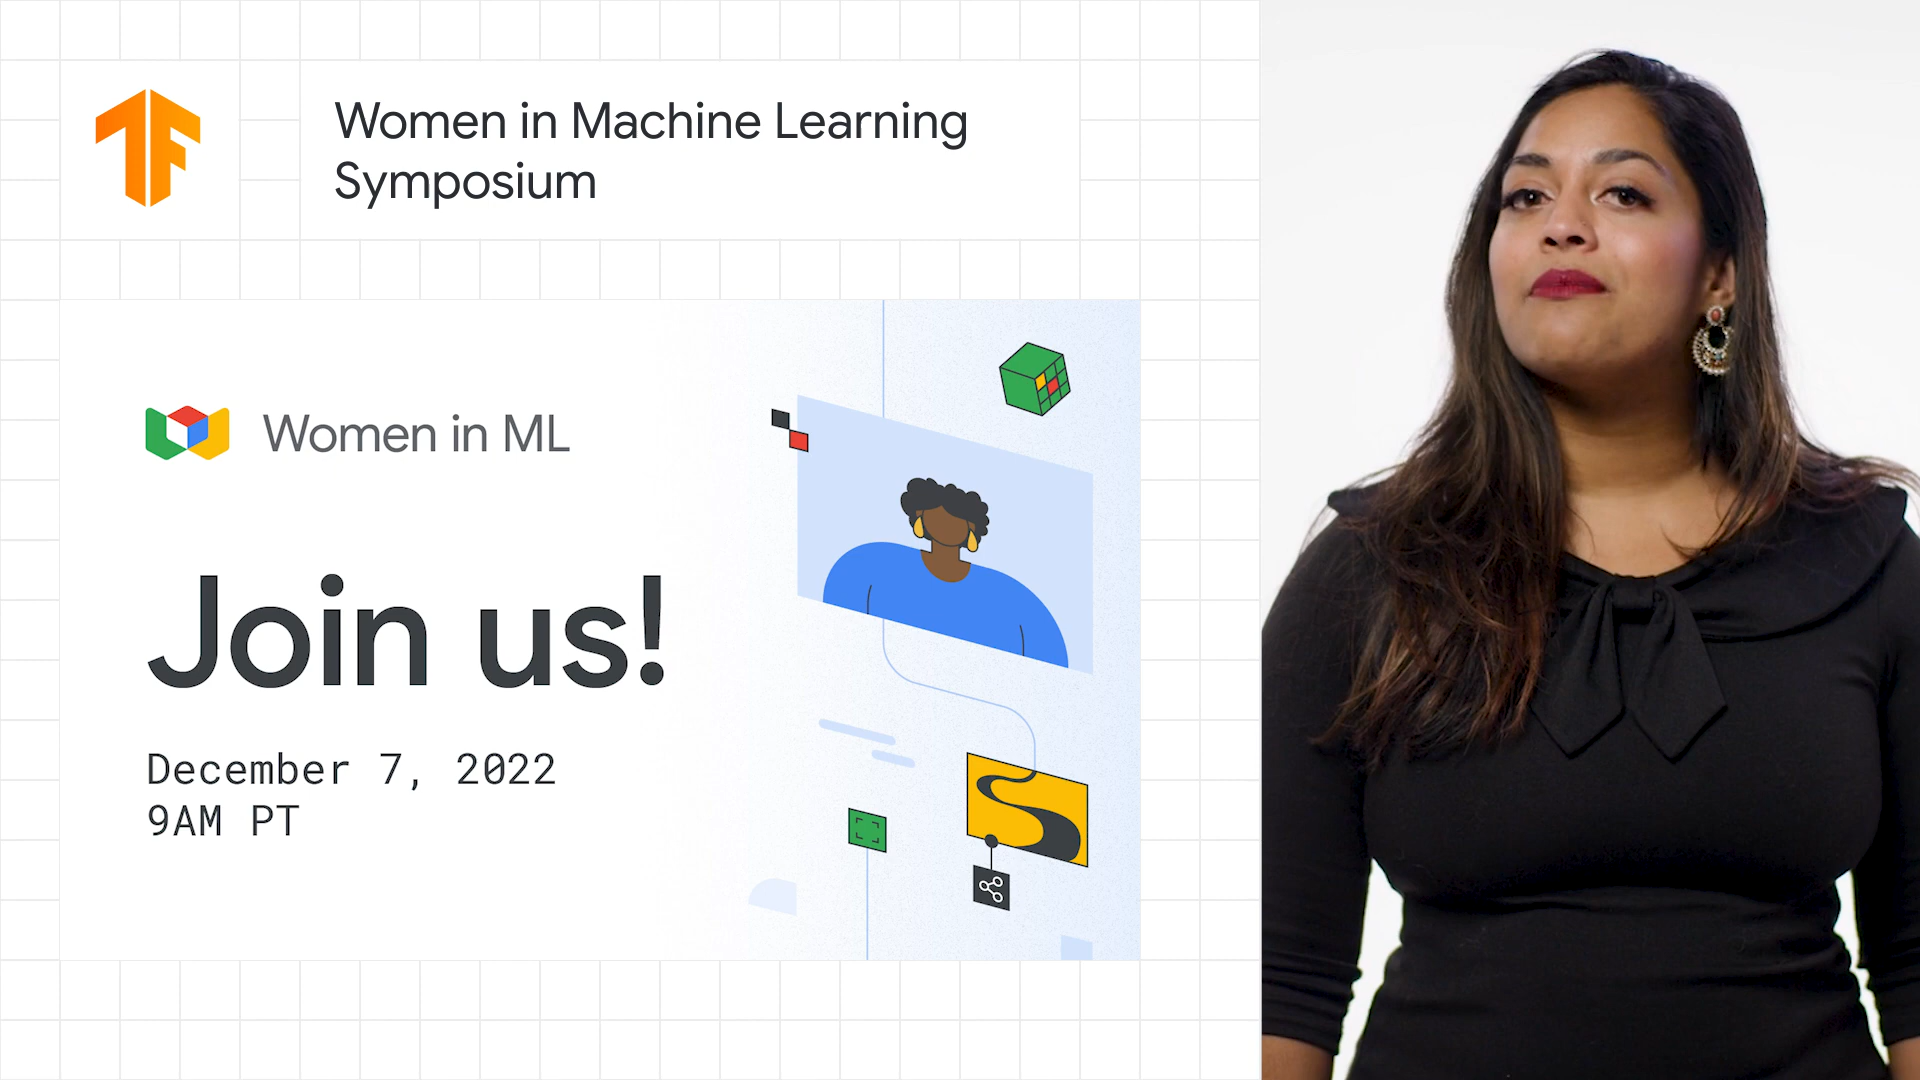 Women in Machine Learning
Symposium
Women in ML
Join us!
December 7, 2022
9AM PT